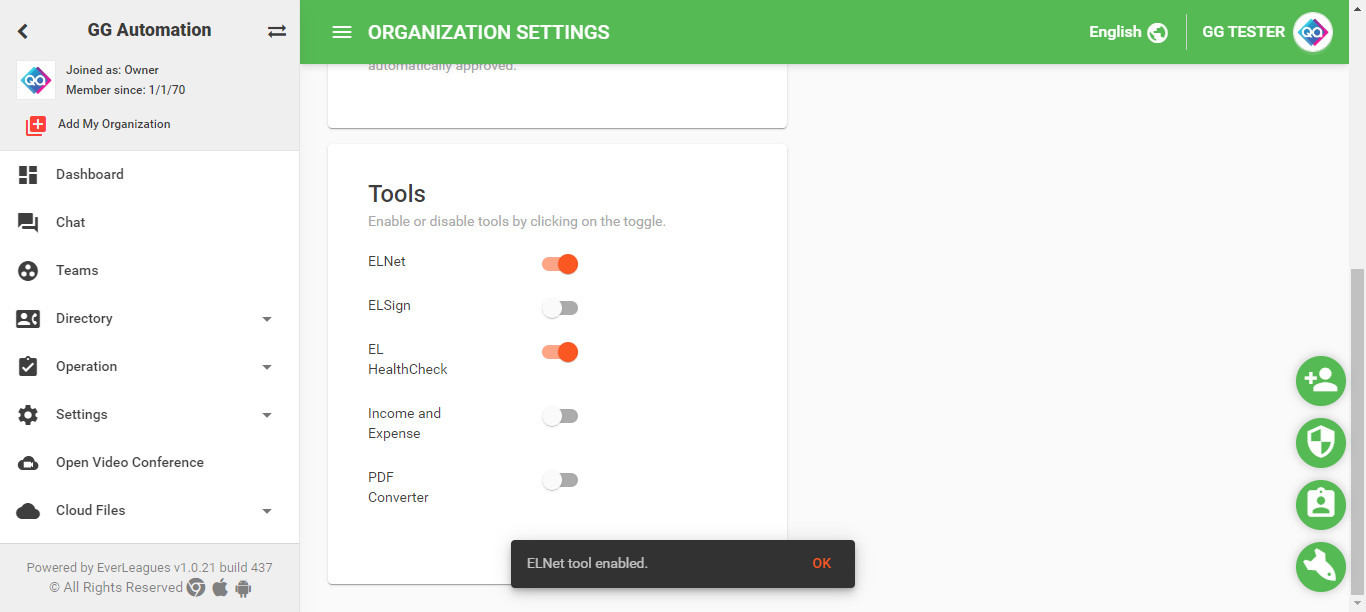 GG Automation
Joined as: Owner
Member since: 1/1/70
Add My Organization
Dashboard
Chat
Teams
Directory
Operation
Settings
Open Video Conference
Cloud Files
Powered by EverLeagues v1.0.21 build 437
© All Rights Reserved
ORGANIZATION SETTINGS
English
GG TESTER
automatically approved.
Tools
Enable or disable tools by clicking on the toggle.
ELNet
ELSign
EL
HealthCheck
Income and
Expense
PDF
Converter
ELNet tool enabled.
OK